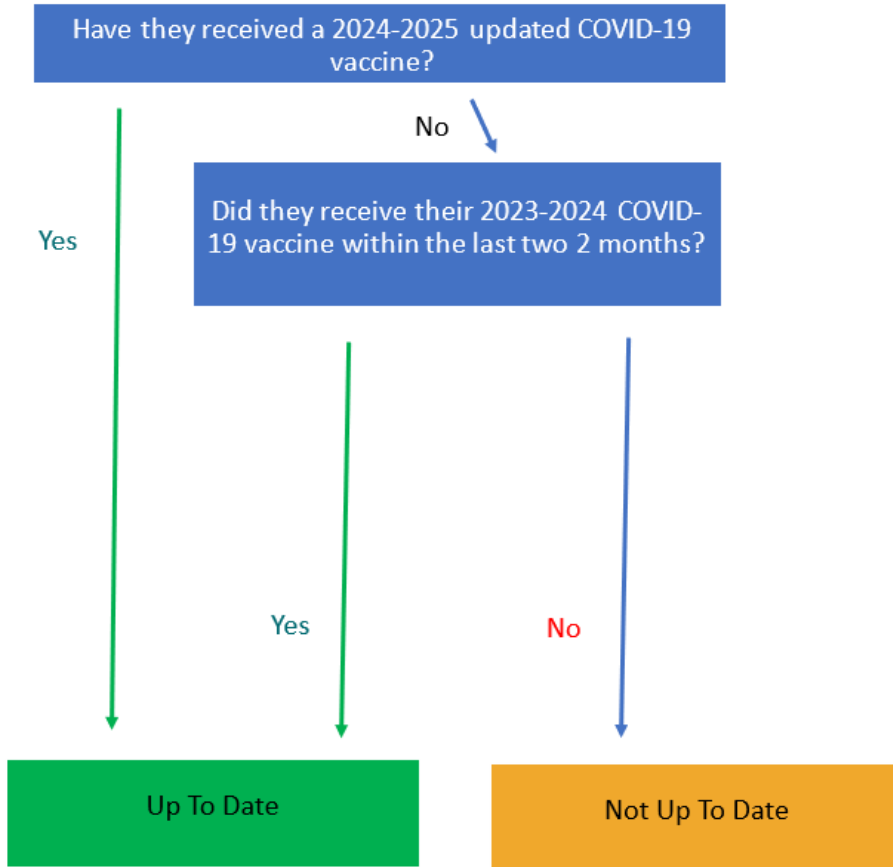 Have they received a 2024-2025 updated COVID-19
vaccine?
No
Did they receive their 2023-2024 COVID-
19 vaccine within the last two 2 months?
Yes
Yes
No
Up To Date
Not Up To Date